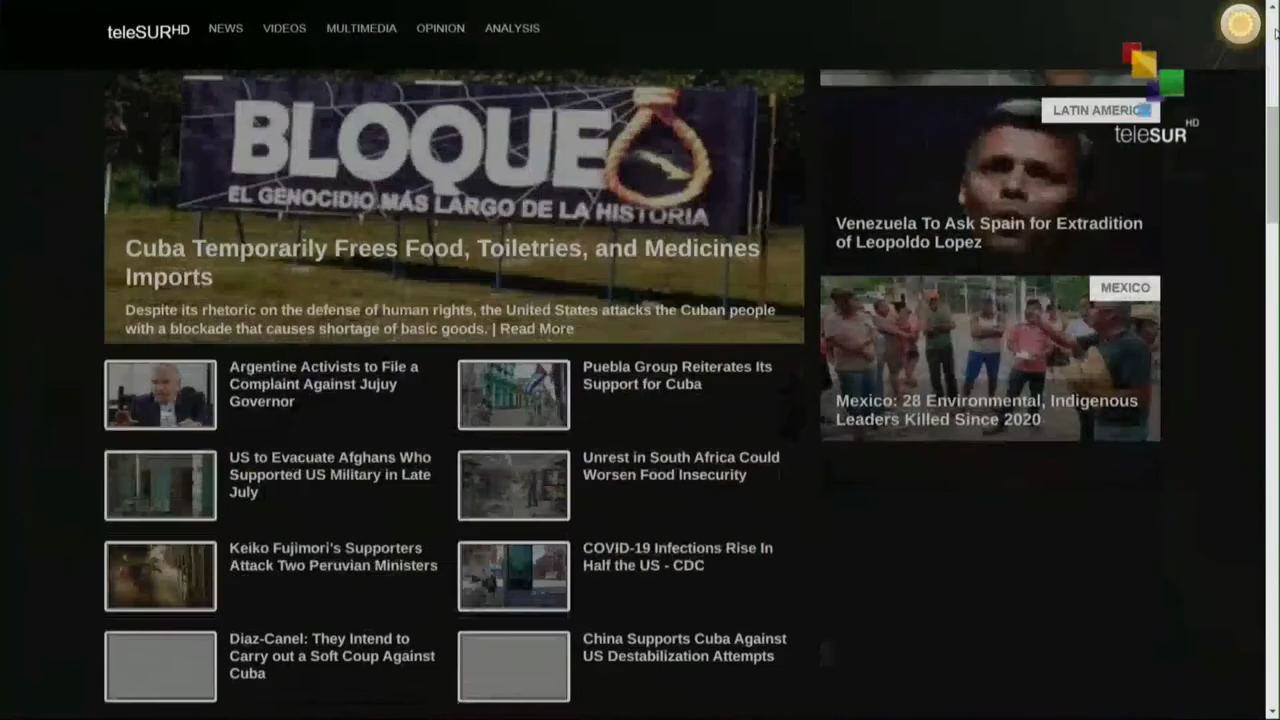 teleSURHD NEWS VIDEOS MULTIMEDIA OPINION ANALYSIS
BLOQUEO
EL GENOCIDIO MÁS LARGO DE LA HISTORIA
Cuba Temporarily Frees Food, Toiletries, and Medicines
Imports
Despite its rhetoric on the defense of human rights, the United States attacks the Cuban people
with a blockade that causes shortage of basic goods. | Read More
Argentine Activists to File a
Complaint Against Jujuy
Governor
Puebla Group Reiterates Its
Support for Cuba
US to Evacuate Afghans Who
Supported US Military in Late
July
Unrest in South Africa Could
Worsen Food Insecurity
Keiko Fujimori's Supporters
Attack Two Peruvian Ministers
COVID-19 Infections Rise In
Half the US - CDC
Diaz-Canel: They Intend to
Carry out a Soft Coup Against
Cuba
China Supports Cuba Against
US Destabilization Attempts
LATIN AMERIC
teleSURHD
Venezuela To Ask Spain for Extradition
of Leopoldo Lopez
MEXICO
Mexico: 28 Environmental, Indigenous
Leaders Killed Since 2020